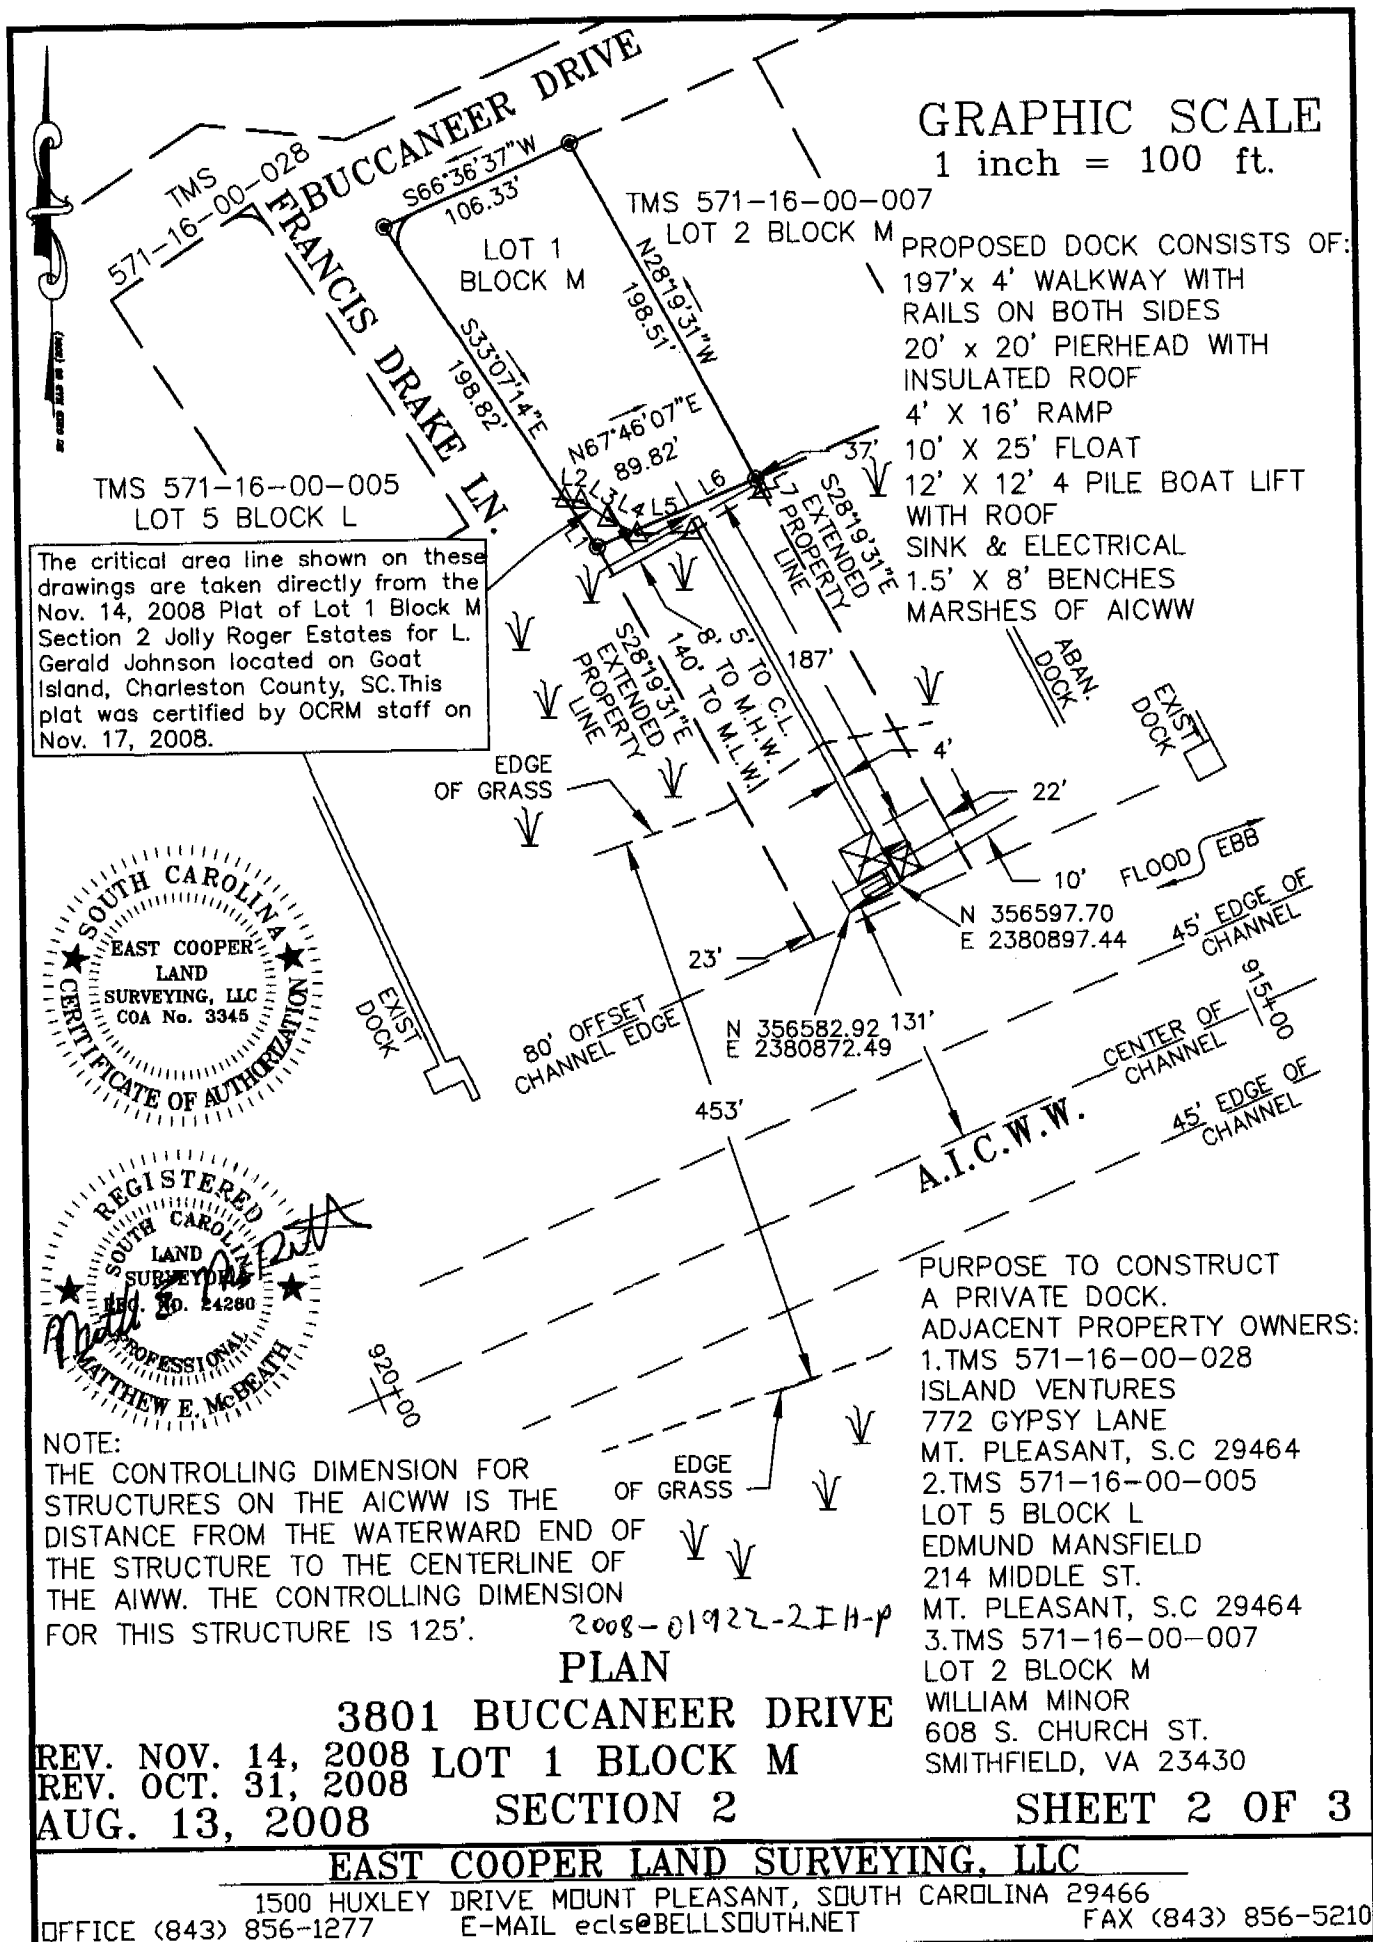 BUCCANEER DRIVE
TMS
571-16-00-028
FRANCIS DRAKE LN.
S66°36'37"W
106.33'
LOT 1
BLOCK M
TMS 571-16-00-007
LOT 2 BLOCK M
N28°19'31"W
198.51'
S33°07'14"E
198.82'
N67°46'07"E
89.82'
L1
L2
L3
L4
L5
L6
L7
37'
GRAPHIC SCALE
1 inch = 100 ft.
PROPOSED DOCK CONSISTS OF:
197'x 4' WALKWAY WITH
RAILS ON BOTH SIDES
20' x 20' PIERHEAD WITH
INSULATED ROOF
4' X 16' RAMP
10' X 25' FLOAT
12' X 12' 4 PILE BOAT LIFT
WITH ROOF
SINK & ELECTRICAL
1.5' X 8' BENCHES
MARSHES OF AICWW
TMS 571-16-00-005
LOT 5 BLOCK L
The critical area line shown on these
drawings are taken directly from the
Nov. 14, 2008 Plat of Lot 1 Block M
Section 2 Jolly Roger Estates for L.
Gerald Johnson located on Goat
Island, Charleston County, SC.This
plat was certified by OCRM staff on
Nov. 17, 2008.
S28°19'31"E
EXTENDED
PROPERTY
LINE
S28°19'31"E
EXTENDED
PROPERTY
LINE
5' TO C.L.
8' TO M.H.W.
140' TO M.L.W.
187'
ABAN.
DOCK
EXIST
DOCK
EDGE
OF GRASS
4'
22'
10'
FLOOD
EBB
N 356597.70
E 2380897.44
45' EDGE OF
CHANNEL
23'
EXIST
DOCK
80' OFFSET
CHANNEL EDGE
N 356582.92
E 2380872.49
131'
915+00
CENTER OF
CHANNEL
453'
A.I.C.W.W.
45' EDGE OF
CHANNEL
SOUTH CAROLINA
EAST COOPER
LAND
SURVEYING, LLC
COA No. 3345
CERITIFICATE OF AUTHORIZATION
REGISTERED
SOUTH CAROLINA
LAND
SURVEYOR
REG. NO. 24280
PROFESSIONAL
MATTHEW E. McBEATH
920+00
EDGE
OF GRASS
NOTE:
THE CONTROLLING DIMENSION FOR
STRUCTURES ON THE AICWW IS THE
DISTANCE FROM THE WATERWARD END OF
THE STRUCTURE TO THE CENTERLINE OF
THE AIWW. THE CONTROLLING DIMENSION
FOR THIS STRUCTURE IS 125'.
2008-01922-2IH-P
PURPOSE TO CONSTRUCT
A PRIVATE DOCK.
ADJACENT PROPERTY OWNERS:
1.TMS 571-16-00-028
ISLAND VENTURES
772 GYPSY LANE
MT. PLEASANT, S.C 29464
2.TMS 571-16-00-005
LOT 5 BLOCK L
EDMUND MANSFIELD
214 MIDDLE ST.
MT. PLEASANT, S.C 29464
3.TMS 571-16-00-007
LOT 2 BLOCK M
WILLIAM MINOR
608 S. CHURCH ST.
SMITHFIELD, VA 23430
PLAN
3801 BUCCANEER DRIVE
LOT 1 BLOCK M
SECTION 2
REV. NOV. 14, 2008
REV. OCT. 31, 2008
AUG. 13, 2008
SHEET 2 OF 3
EAST COOPER LAND SURVEYING, LLC
1500 HUXLEY DRIVE MOUNT PLEASANT, SOUTH CAROLINA 29466
OFFICE (843) 856-1277 E-MAIL ecls@BELLSOUTH.NET FAX (843) 856-5210